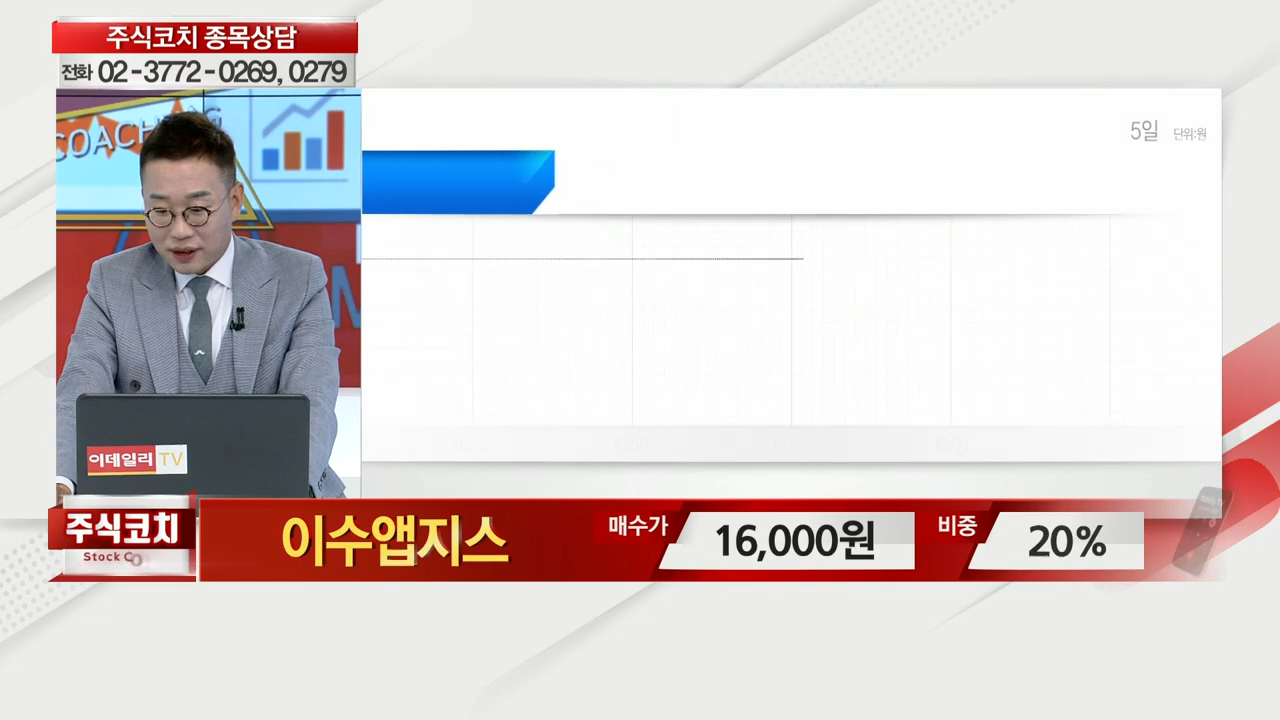 주식코치 종목상담
전화 02-3772-0269, 0279
5일 단위:원
이데일리 TV
주식코치
Stock
이수앱지스
매수가 16,000원 비중 20%